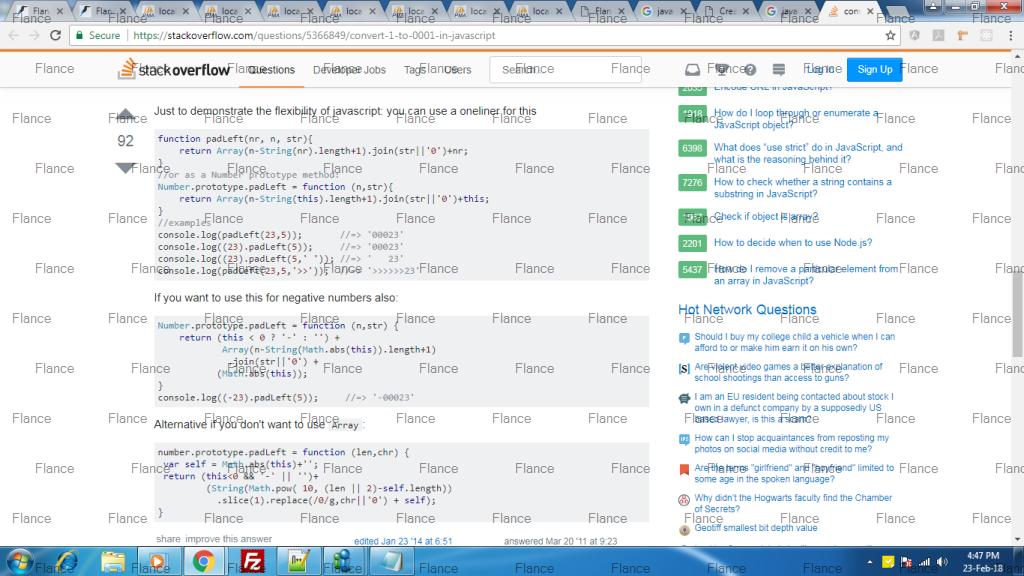 Flan
Flan
loca
loca
loca
loca
loca
loca
loca
Flan
java
Crea
java
con
Secure
https://stackoverflow.com/questions/5366849/convert-1-to-0001-in-javascript
stackoverflow
Questions
Developer Jobs
Tags
Users
Search
Log In
Sign Up
92
Just to demonstrate the flexibility of javascript: you can use a oneliner for this
function padLeft(nr, n, str){
return Array(n-String(nr).length+1).join(str||'0')+nr;
}
//or as a Number prototype method:
Number.prototype.padLeft = function (n,str){
return Array(n-String(this).length+1).join(str||'0')+this;
}
//examples
console.log(padLeft(23,5)); //=> '00023'
console.log((23).padLeft(5)); //=> '00023'
console.log((23).padLeft(5,' ')); //=> '   23'
console.log(padLeft(23,5,'>>')); //=> '>>>>>>23'
If you want to use this for negative numbers also:
Number.prototype.padLeft = function (n,str) {
return (this < 0 ? '-' : '') +
Array(n-String(Math.abs(this)).length+1)
.join(str||'0') +
(Math.abs(this));
}
console.log((-23).padLeft(5)); //=> '-00023'
Alternative if you don't want to use Array :
number.prototype.padLeft = function (len,chr) {
var self = Math.abs(this)+'';
return (this<0 && '-' || '')+
(String(Math.pow( 10, (len || 2)-self.length))
.slice(1).replace(/0/g,chr||'0') + self);
}
share improve this answer
edited Jan 23 '14 at 6:51
answered Mar 20 '11 at 9:23
Encode URL in JavaScript?
1918 How do I loop through or enumerate a
JavaScript object?
6398 What does "use strict" do in JavaScript, and
what is the reasoning behind it?
7276 How to check whether a string contains a
substring in JavaScript?
Check if object is array?
2201 How to decide when to use Node.js?
5437 How do I remove a particular element from
an array in JavaScript?
Hot Network Questions
Should I buy my college child a vehicle when I can
afford to or make him earn it on his own?
Are violent video games a better explanation of
school shootings than access to guns?
I am an EU resident being contacted about stock I
own in a defunct company by a supposedly US
based lawyer, is this a scam?
How can I stop acquaintances from reposting my
photos on social media without credit to me?
Are the terms "girlfriend" and "boyfriend" limited to
some age in the spoken language?
Why didn't the Hogwarts faculty find the Chamber
of Secrets?
Geotiff smallest bit depth value
4:47 PM
23-Feb-18
Flance